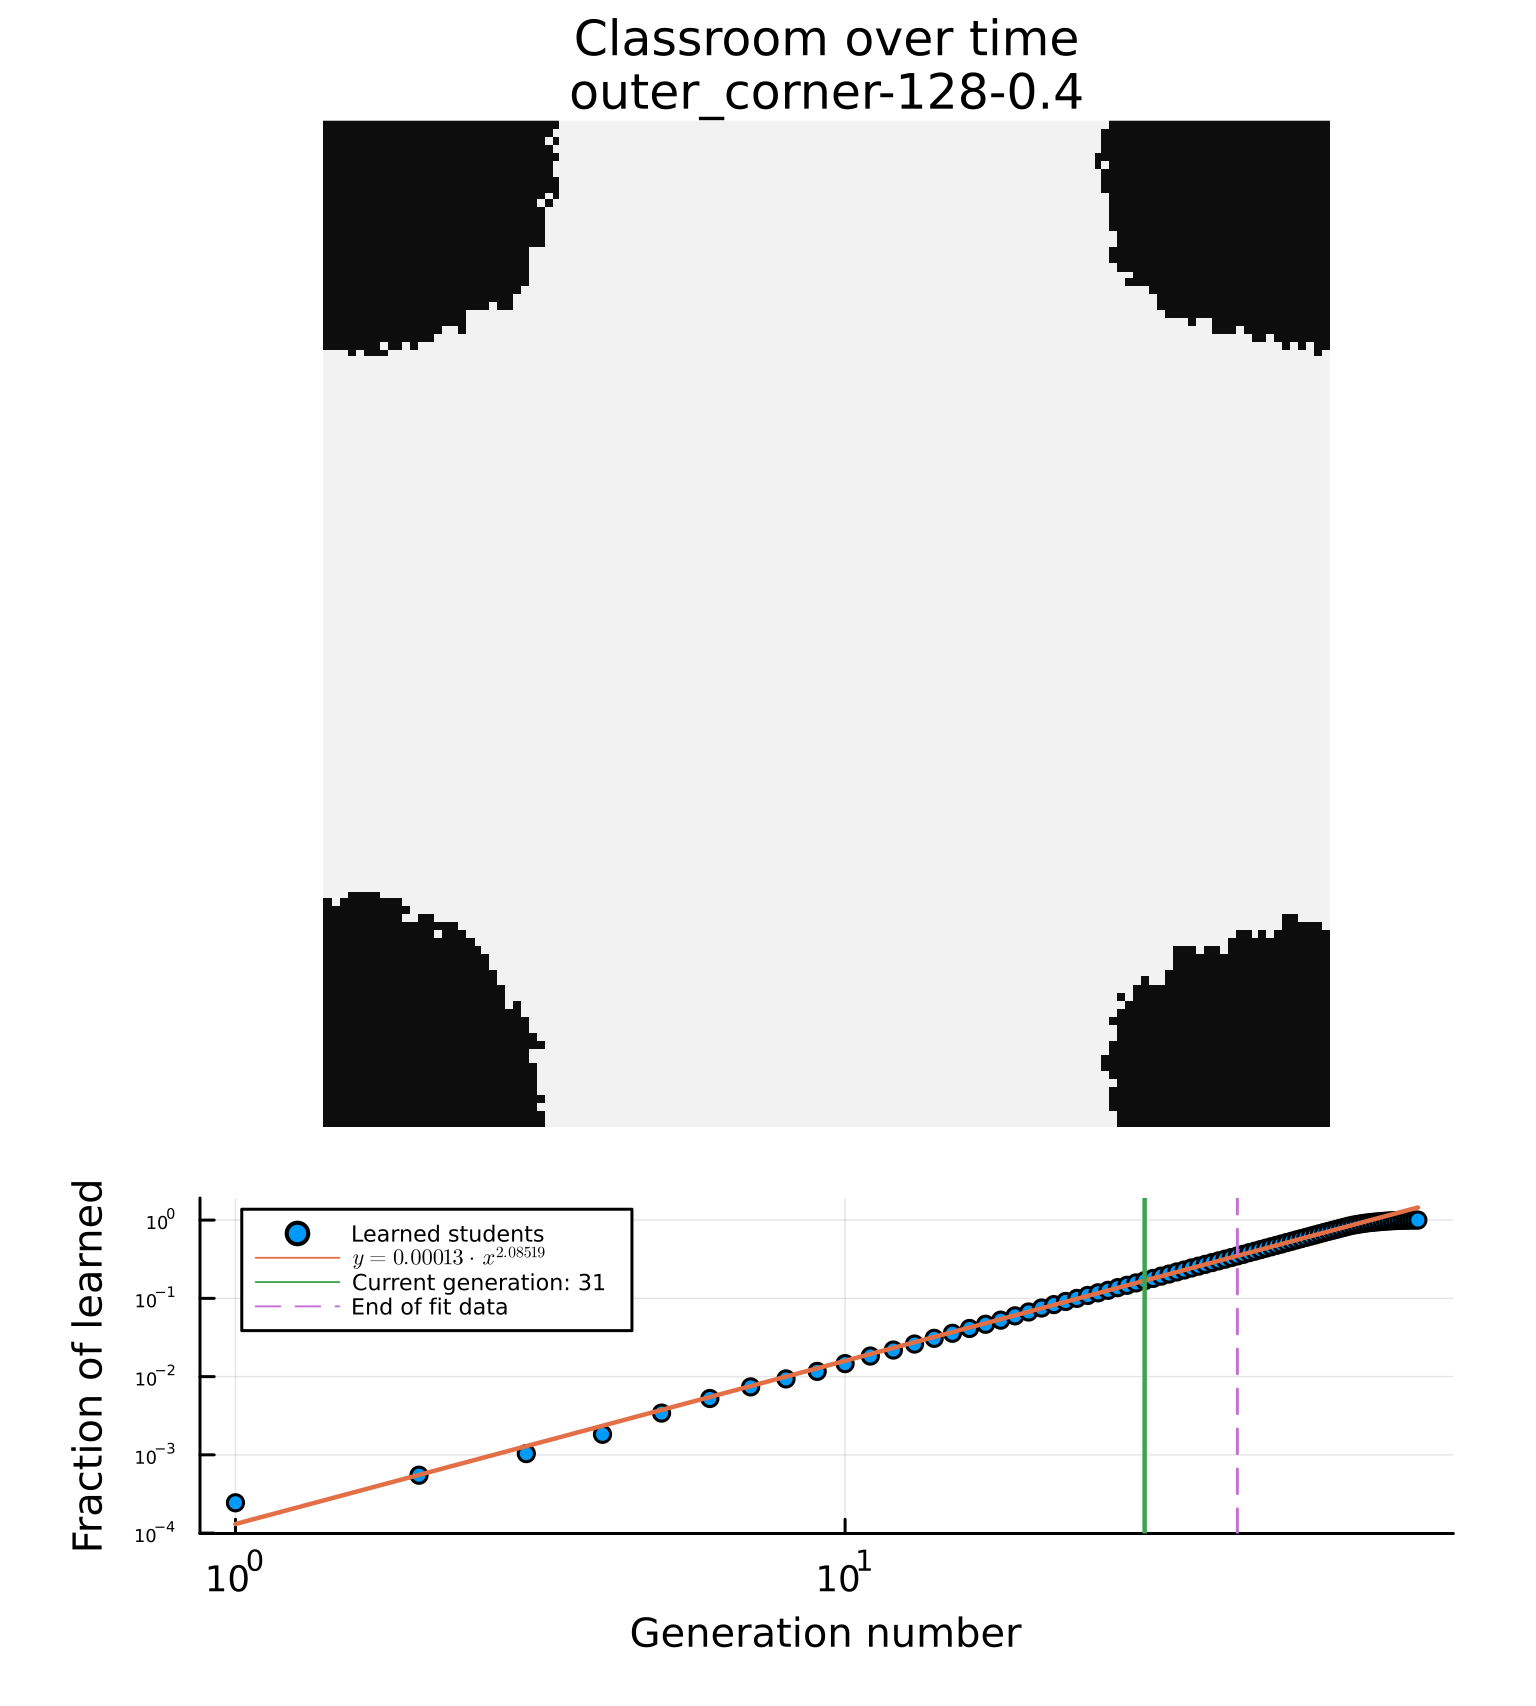 Classroom over time
outer_corner-128-0.4
Fraction of learned
10^0
10^-1
10^-2
10^-3
10^-4
Learned students
y = 0.00013 · x^2.08519
Current generation: 31
End of fit data
10^0
10^1
Generation number